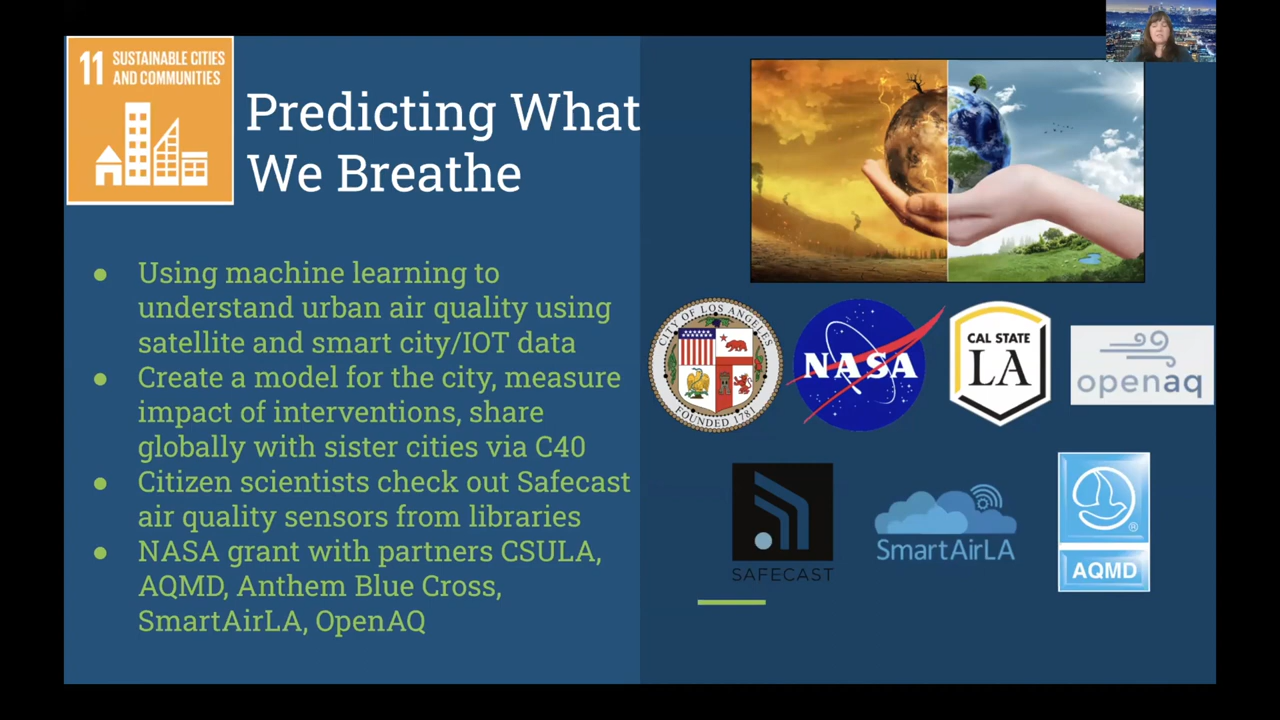 11 SUSTAINABLE CITIES
AND COMMUNITIES
Predicting What
We Breathe
● Using machine learning to
understand urban air quality using
satellite and smart city/IOT data
● Create a model for the city, measure
impact of interventions, share
globally with sister cities via C40
● Citizen scientists check out Safecast
air quality sensors from libraries
● NASA grant with partners CSULA,
AQMD, Anthem Blue Cross,
SmartAirLA, OpenAQ
CITY OF LOS ANGELES
FOUNDED 1781
NASA
CAL STATE
LA
openaq
SAFECAST
SmartAirLA
®
AQMD